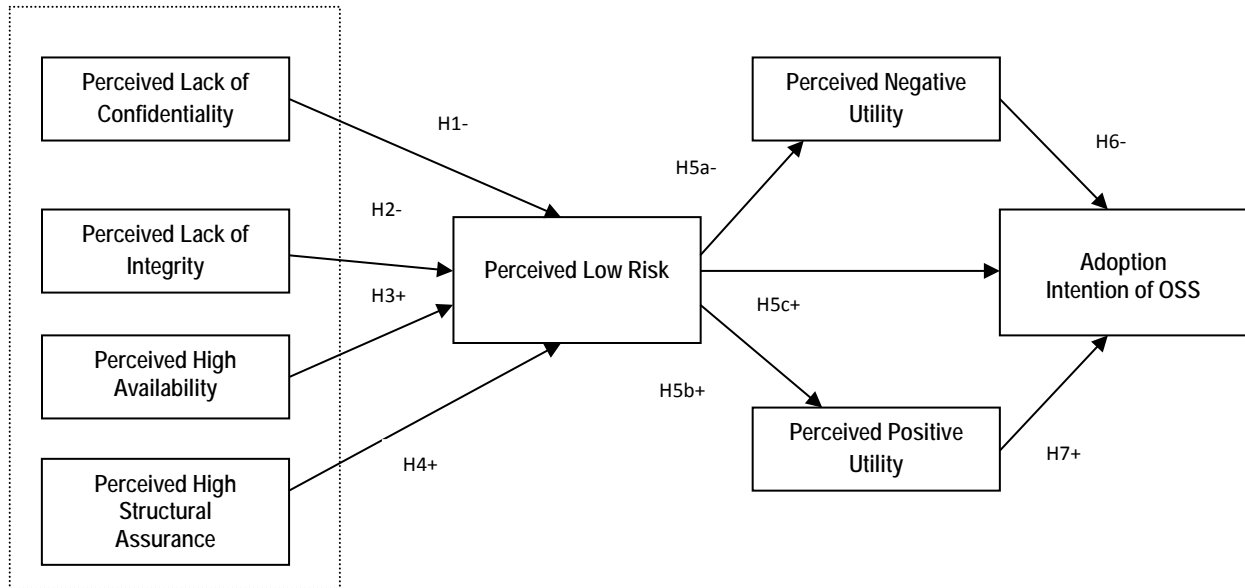 Perceived Lack of
Confidentiality
H1-
Perceived Lack of
Integrity
H2-
Perceived High
Availability
H3+
Perceived High
Structural
Assurance
H4+
Perceived Low Risk
H5a-
H5c+
H5b+
Perceived Negative
Utility
H6-
Perceived Positive
Utility
H7+
Adoption
Intention of OSS